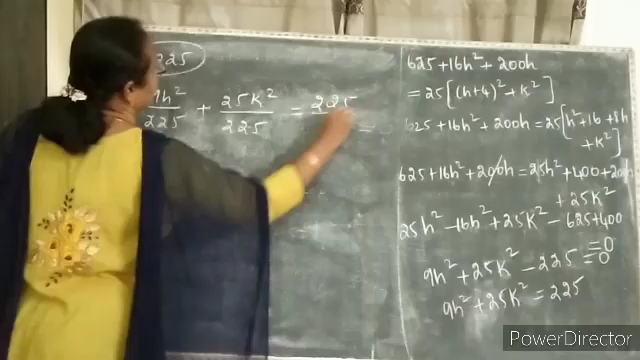 225
9h²/225 + 25K²/225 = 225
625+16h²+200h
= 25[(h+4)²+K²]
625+16h²+200h = 25[h²+16+8h
+K²]
625+16h²+200h = 25h²+400+200h
+25K²
25h²-16h²+25K²-625+400
=0
9h²+25K²-225=0
9h²+25K²=225
PowerDirector